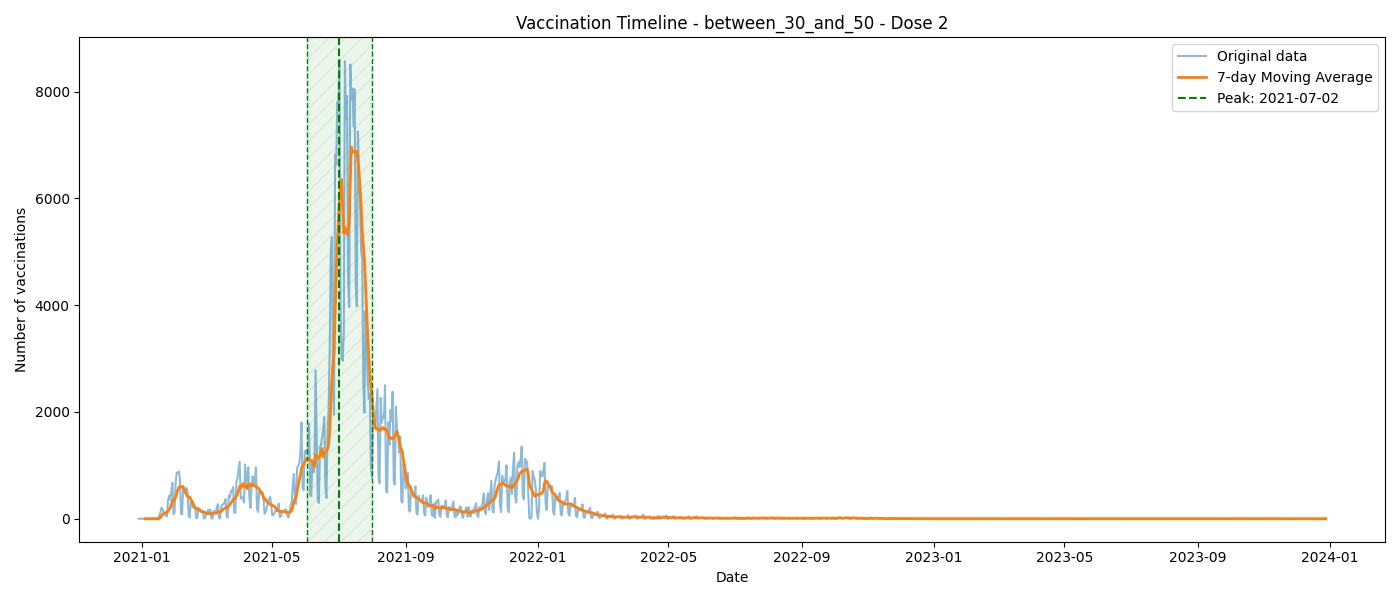 Vaccination Timeline - between_30_and_50 - Dose 2
Original data
7-day Moving Average
Peak: 2021-07-02
Number of vaccinations
8000
6000
4000
2000
0
2021-01
2021-05
2021-09
2022-01
2022-05
2022-09
2023-01
2023-05
2023-09
2024-01
Date